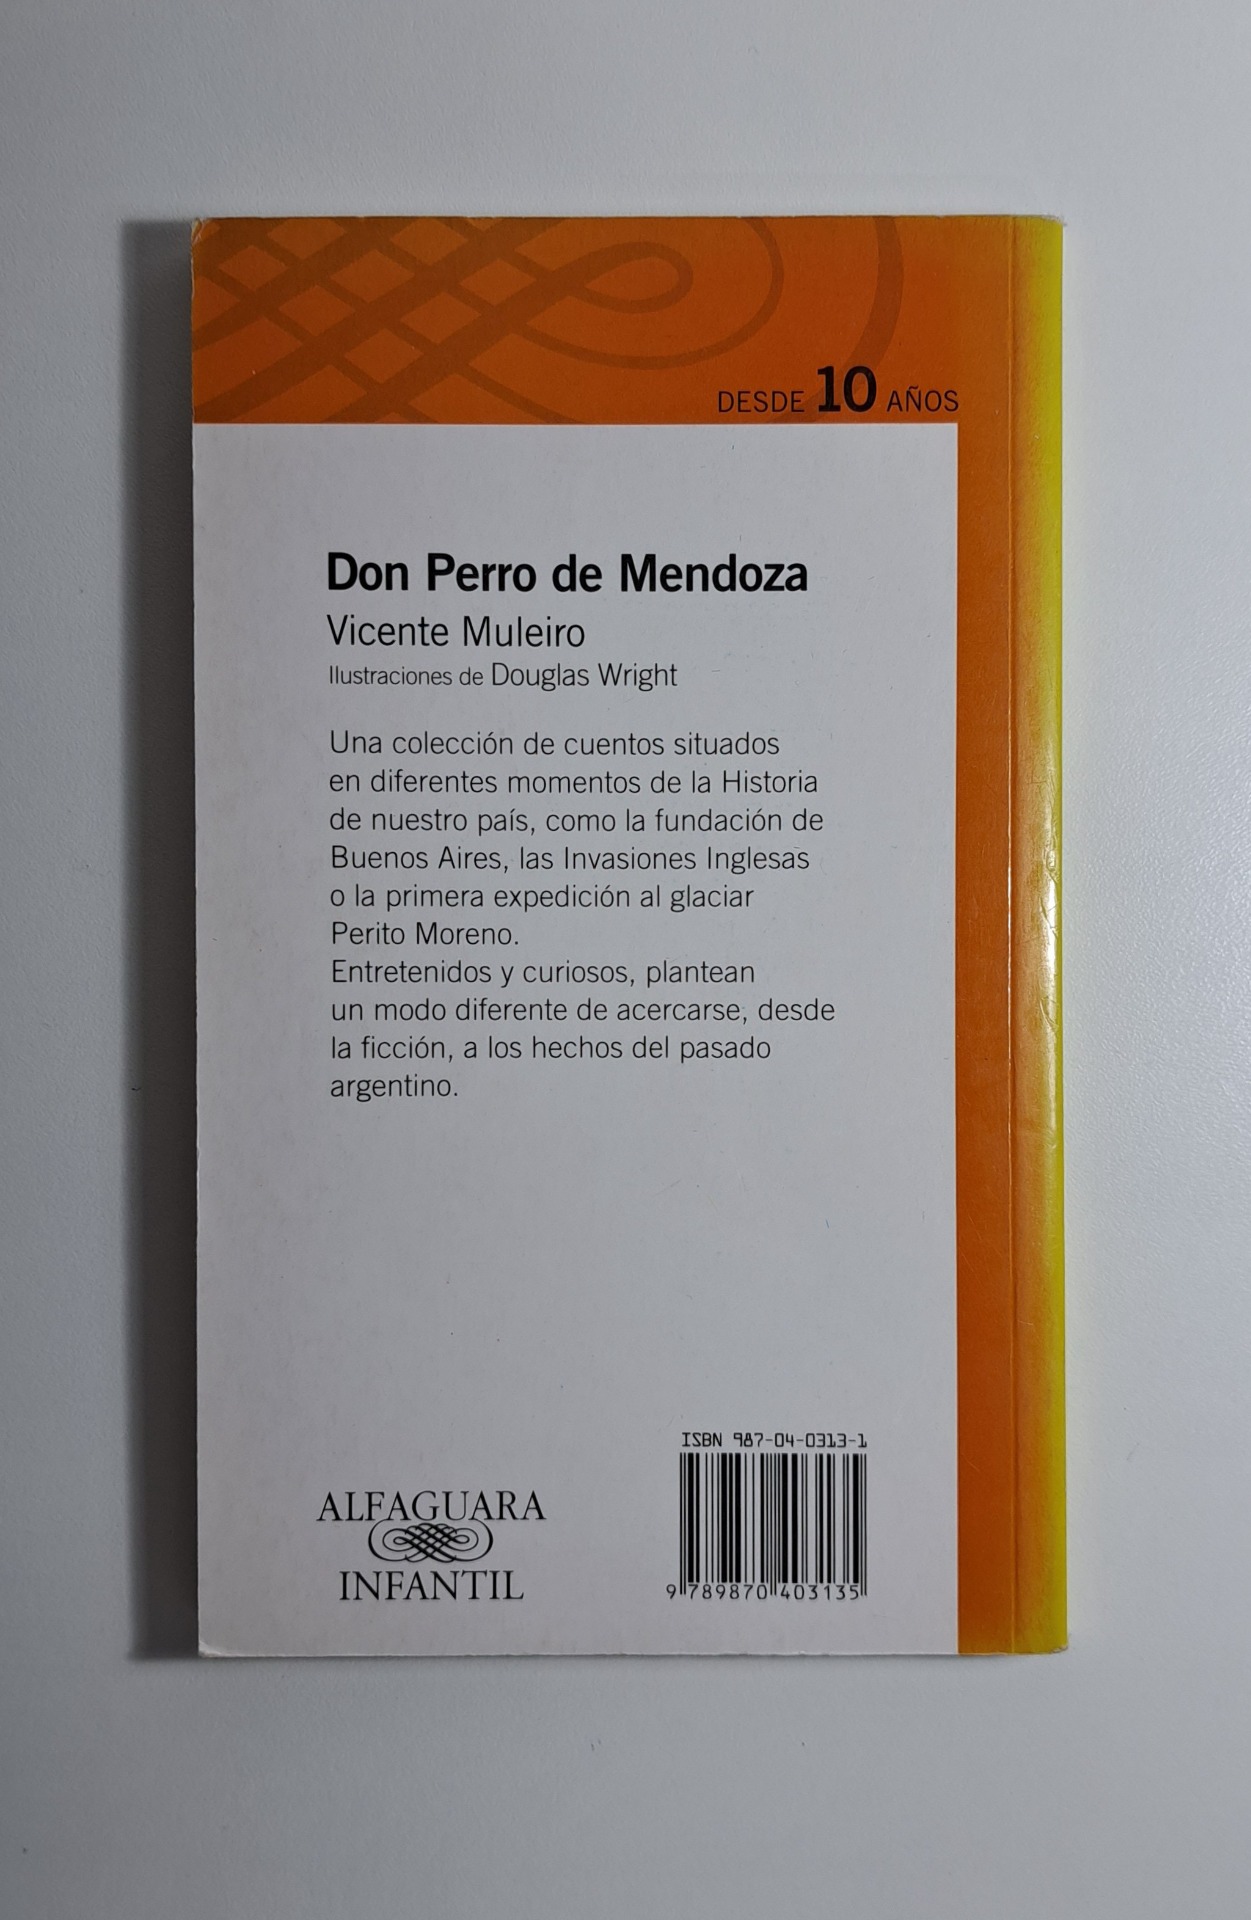 DESDE 10 AÑOS
Don Perro de Mendoza
Vicente Muleiro
Ilustraciones de Douglas Wright
Una colección de cuentos situados
en diferentes momentos de la Historia
de nuestro país, como la fundación de
Buenos Aires, las Invasiones Inglesas
o la primera expedición al glaciar
Perito Moreno.
Entretenidos y curiosos, plantean
un modo diferente de acercarse, desde
la ficción, a los hechos del pasado
argentino.
ISBN 987-04-0313-1
ALFAGUARA
INFANTIL
9 789870 403135